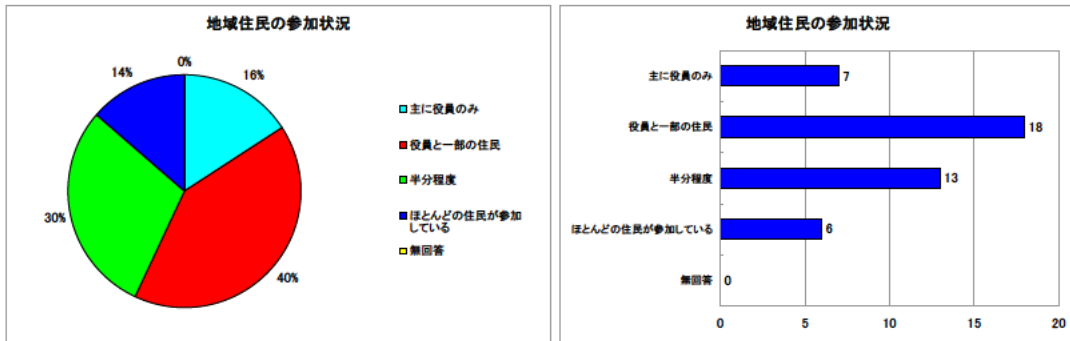 地域住民の参加状況
0%
16%
14%
30%
40%
主に役員のみ
役員と一部の住民
半分程度
ほとんどの住民が参加
している
無回答
地域住民の参加状況
主に役員のみ
7
役員と一部の住民
18
半分程度
13
ほとんどの住民が参加している
6
無回答
0
0 5 10 15 20